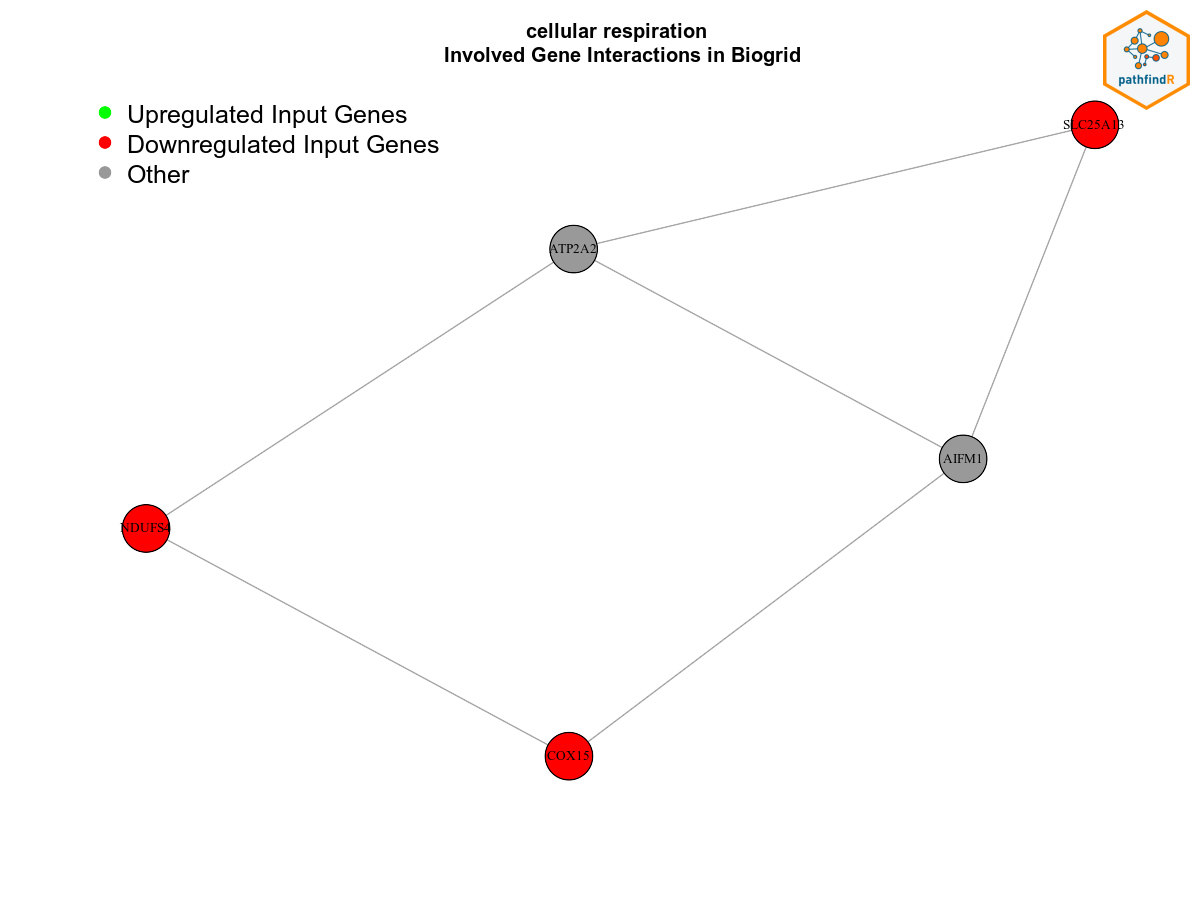 cellular respiration
Involved Gene Interactions in Biogrid
pathfindR
Upregulated Input Genes
Downregulated Input Genes
Other
SLC25A13
ATP2A2
AIFM1
NDUFS4
COX15